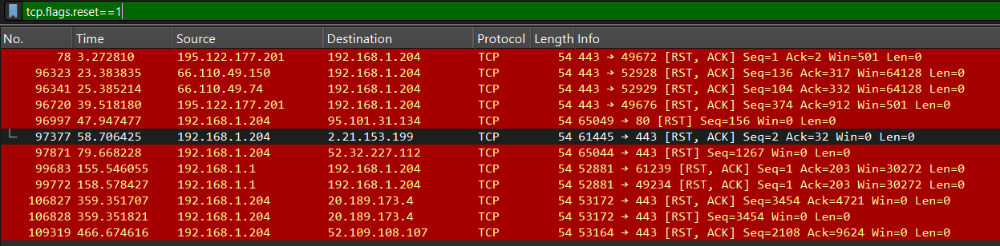 tcp.flags.reset==1
No. Time Source Destination Protocol Length Info
78 3.272810 195.122.177.201 192.168.1.204 TCP 54 443 → 49672 [RST, ACK] Seq=1 Ack=2 Win=501 Len=0
96323 23.383835 66.110.49.150 192.168.1.204 TCP 54 443 → 52928 [RST, ACK] Seq=136 Ack=317 Win=64128 Len=0
96341 25.385214 66.110.49.74 192.168.1.204 TCP 54 443 → 52929 [RST, ACK] Seq=104 Ack=332 Win=64128 Len=0
96720 39.518180 195.122.177.201 192.168.1.204 TCP 54 443 → 49676 [RST, ACK] Seq=374 Ack=912 Win=501 Len=0
96997 47.947477 192.168.1.204 95.101.31.134 TCP 54 65049 → 80 [RST] Seq=156 Win=0 Len=0
97377 58.706425 192.168.1.204 2.21.153.199 TCP 54 61445 → 443 [RST, ACK] Seq=2 Ack=32 Win=0 Len=0
97871 79.668228 192.168.1.204 52.32.227.112 TCP 54 65044 → 443 [RST] Seq=1267 Win=0 Len=0
99683 155.546055 192.168.1.1 192.168.1.204 TCP 54 52881 → 61239 [RST, ACK] Seq=1 Ack=203 Win=30272 Len=0
99772 158.578427 192.168.1.1 192.168.1.204 TCP 54 52881 → 49234 [RST, ACK] Seq=1 Ack=203 Win=30272 Len=0
106827 359.351707 192.168.1.204 20.189.173.4 TCP 54 53172 → 443 [RST, ACK] Seq=3454 Ack=4721 Win=0 Len=0
106828 359.351821 192.168.1.204 20.189.173.4 TCP 54 53172 → 443 [RST] Seq=3454 Win=0 Len=0
109319 466.674616 192.168.1.204 52.109.108.107 TCP 54 53164 → 443 [RST, ACK] Seq=2108 Ack=9624 Win=0 Len=0